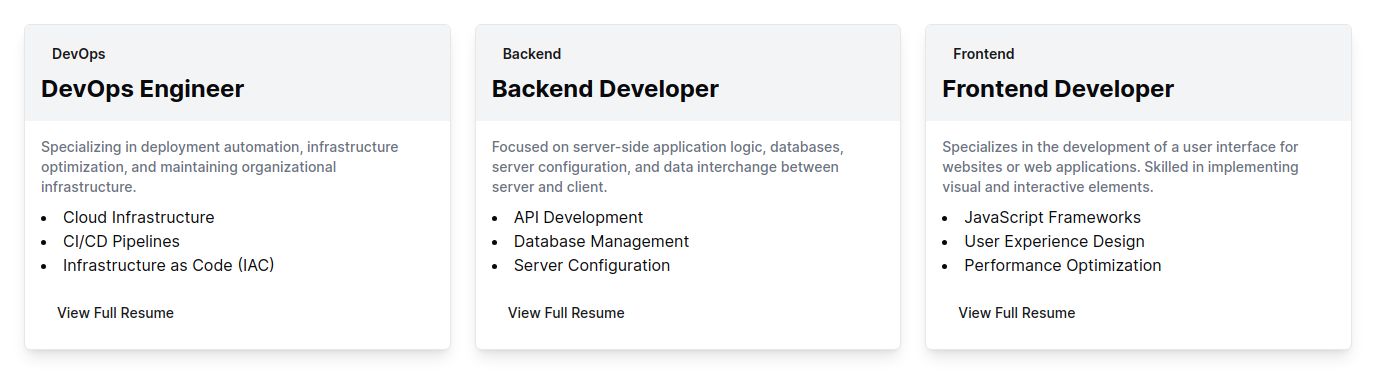 DevOps
DevOps Engineer
Specializing in deployment automation, infrastructure
optimization, and maintaining organizational
infrastructure.
Cloud Infrastructure
CI/CD Pipelines
Infrastructure as Code (IAC)
View Full Resume
Backend
Backend Developer
Focused on server-side application logic, databases,
server configuration, and data interchange between
server and client.
API Development
Database Management
Server Configuration
View Full Resume
Frontend
Frontend Developer
Specializes in the development of a user interface for
websites or web applications. Skilled in implementing
visual and interactive elements.
JavaScript Frameworks
User Experience Design
Performance Optimization
View Full Resume